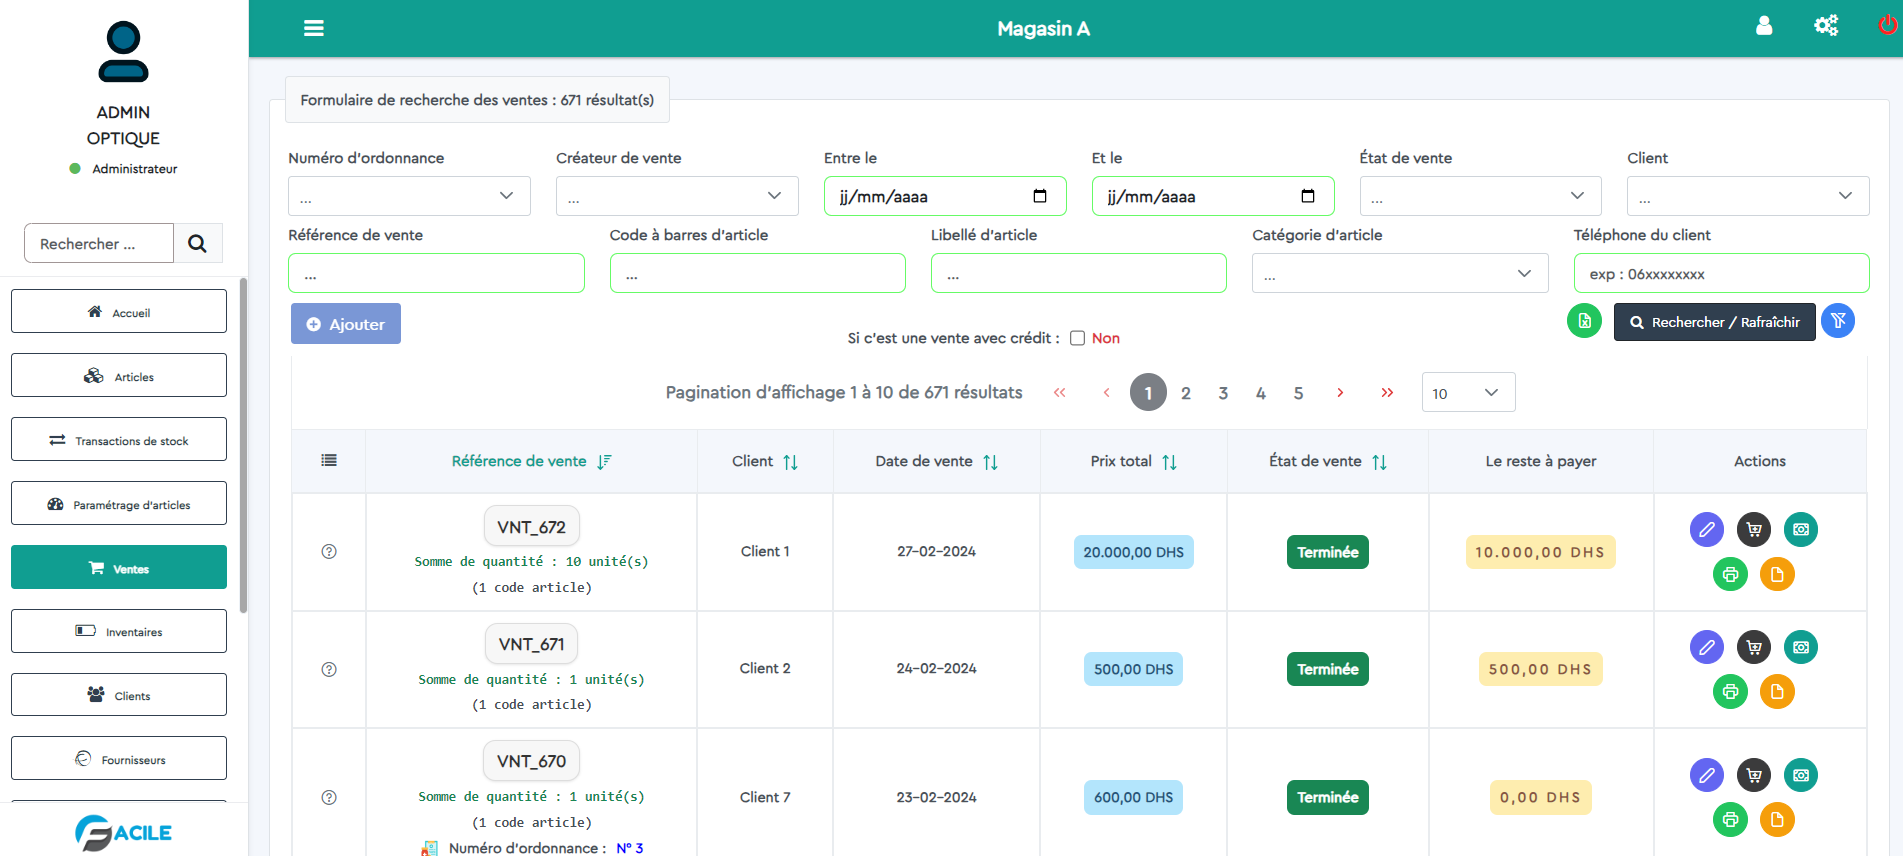 ADMIN
OPTIQUE
Administrateur
Rechercher ...
Accueil
Articles
Transactions de stock
Paramétrage d'articles
Ventes
Inventaires
Clients
Fournisseurs
FACILE
Magasin A
Formulaire de recherche des ventes : 671 résultat(s)
Numéro d'ordonnance Créateur de vente Entre le Et le État de vente Client
... ... jj/mm/aaaa jj/mm/aaaa ... ...
Référence de vente Code à barres d'article Libellé d'article Catégorie d'article Téléphone du client
... ... ... ... exp : 06xxxxxxxx
Ajouter Si c'est une vente avec crédit : Non Rechercher / Rafraîchir
Pagination d'affichage 1 à 10 de 671 résultats « ‹ 1 2 3 4 5 › » 10
Référence de vente Client Date de vente Prix total État de vente Le reste à payer Actions
VNT_672
Somme de quantité : 10 unité(s)
(1 code article)
Client 1 27-02-2024 20.000,00 DHS Terminée 10.000,00 DHS
VNT_671
Somme de quantité : 1 unité(s)
(1 code article)
Client 2 24-02-2024 500,00 DHS Terminée 500,00 DHS
VNT_670
Somme de quantité : 1 unité(s)
(1 code article)
Numéro d'ordonnance : N° 3
Client 7 23-02-2024 600,00 DHS Terminée 0,00 DHS